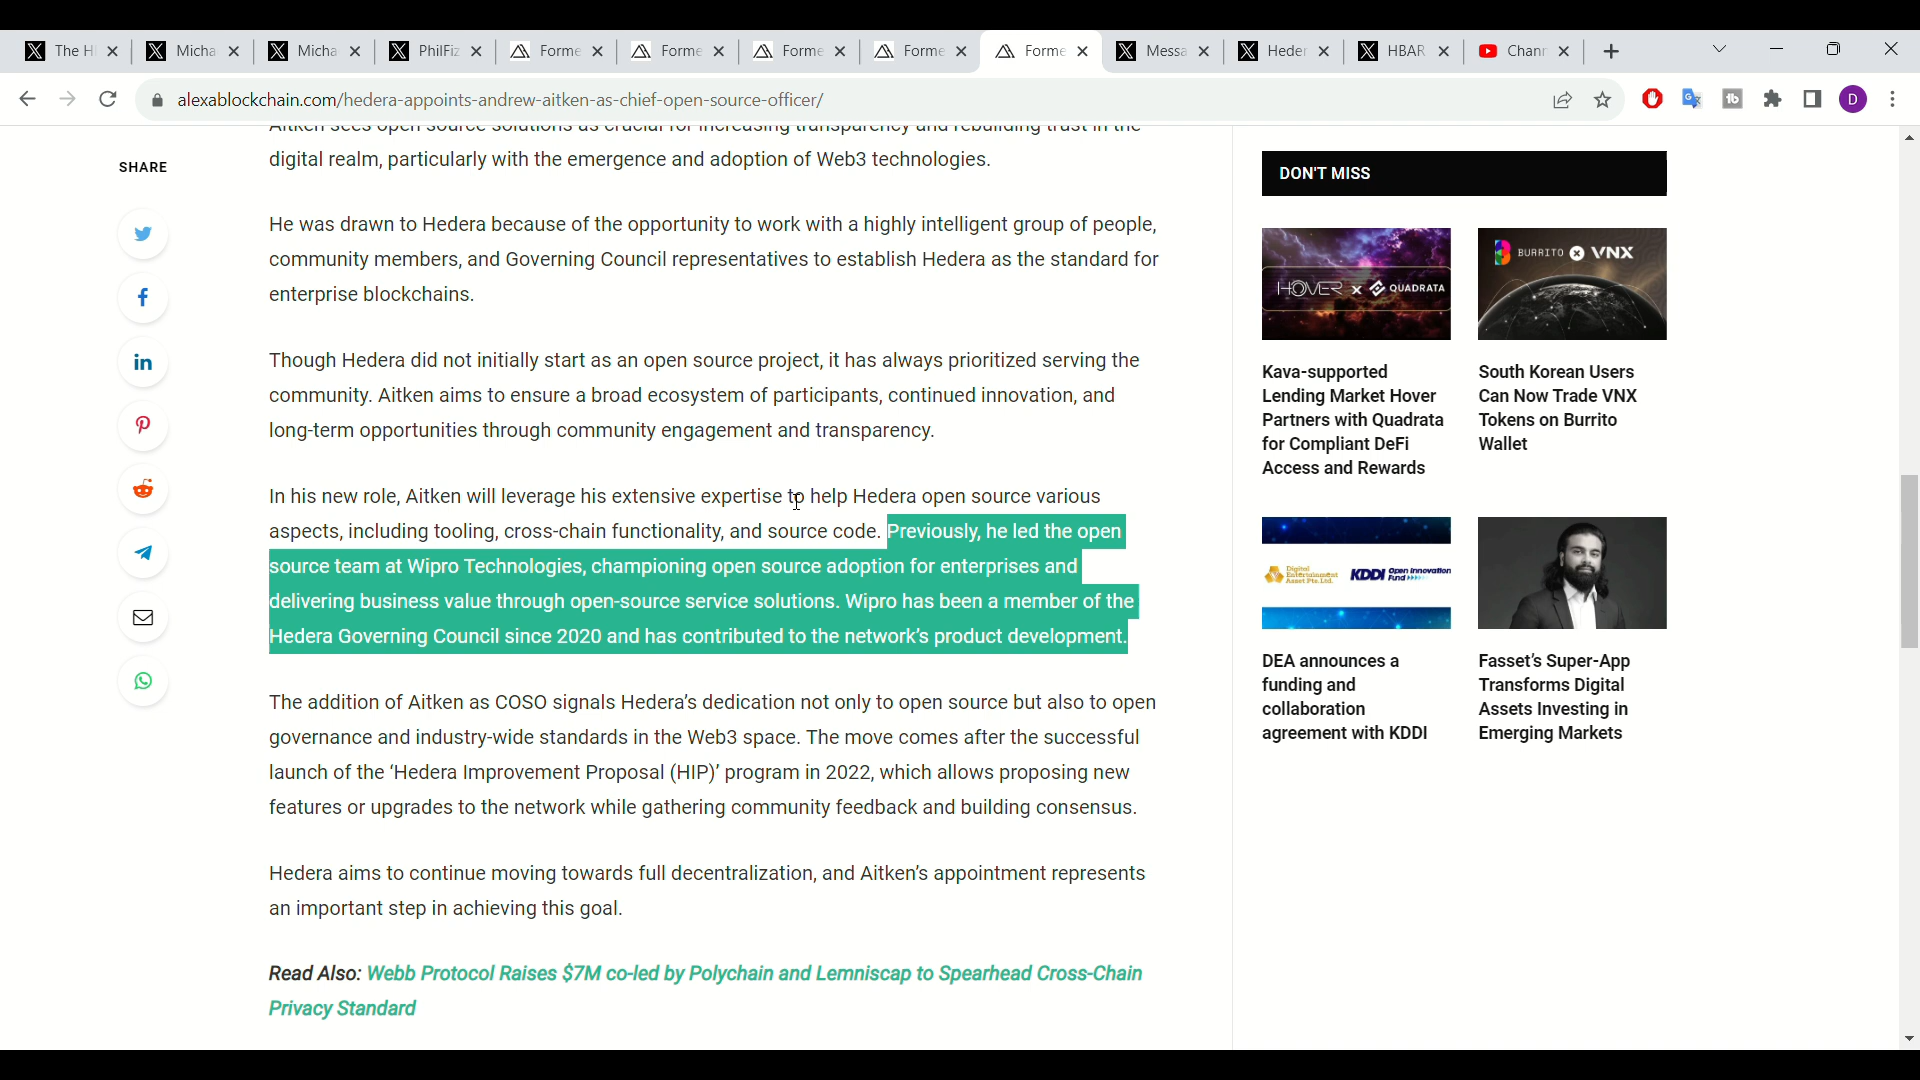 The H
Micha
Micha
PhilFiz
Forme
Forme
Forme
Forme
Forme
Messa
Heder
HBAR
Chann
alexablockchain.com/hedera-appoints-andrew-aitken-as-chief-open-source-officer/
D
SHARE
Aitken sees open source solutions as crucial for increasing transparency and rebuilding trust in the
digital realm, particularly with the emergence and adoption of Web3 technologies.
He was drawn to Hedera because of the opportunity to work with a highly intelligent group of people,
community members, and Governing Council representatives to establish Hedera as the standard for
enterprise blockchains.
Though Hedera did not initially start as an open source project, it has always prioritized serving the
community. Aitken aims to ensure a broad ecosystem of participants, continued innovation, and
long-term opportunities through community engagement and transparency.
In his new role, Aitken will leverage his extensive expertise to help Hedera open source various
aspects, including tooling, cross-chain functionality, and source code. Previously, he led the open
source team at Wipro Technologies, championing open source adoption for enterprises and
delivering business value through open-source service solutions. Wipro has been a member of the
Hedera Governing Council since 2020 and has contributed to the network's product development.
The addition of Aitken as COSO signals Hedera's dedication not only to open source but also to open
governance and industry-wide standards in the Web3 space. The move comes after the successful
launch of the 'Hedera Improvement Proposal (HIP)' program in 2022, which allows proposing new
features or upgrades to the network while gathering community feedback and building consensus.
Hedera aims to continue moving towards full decentralization, and Aitken's appointment represents
an important step in achieving this goal.
Read Also: Webb Protocol Raises $7M co-led by Polychain and Lemniscap to Spearhead Cross-Chain
Privacy Standard
DON'T MISS
HOVER x QUADRATA
BURRITO X VNX
Kava-supported
Lending Market Hover
Partners with Quadrata
for Compliant DeFi
Access and Rewards
South Korean Users
Can Now Trade VNX
Tokens on Burrito
Wallet
Digital
Entertainment
Asset Pte.Ltd.
KDDI Open Innovation
Fund
DEA announces a
funding and
collaboration
agreement with KDDI
Fasset's Super-App
Transforms Digital
Assets Investing in
Emerging Markets